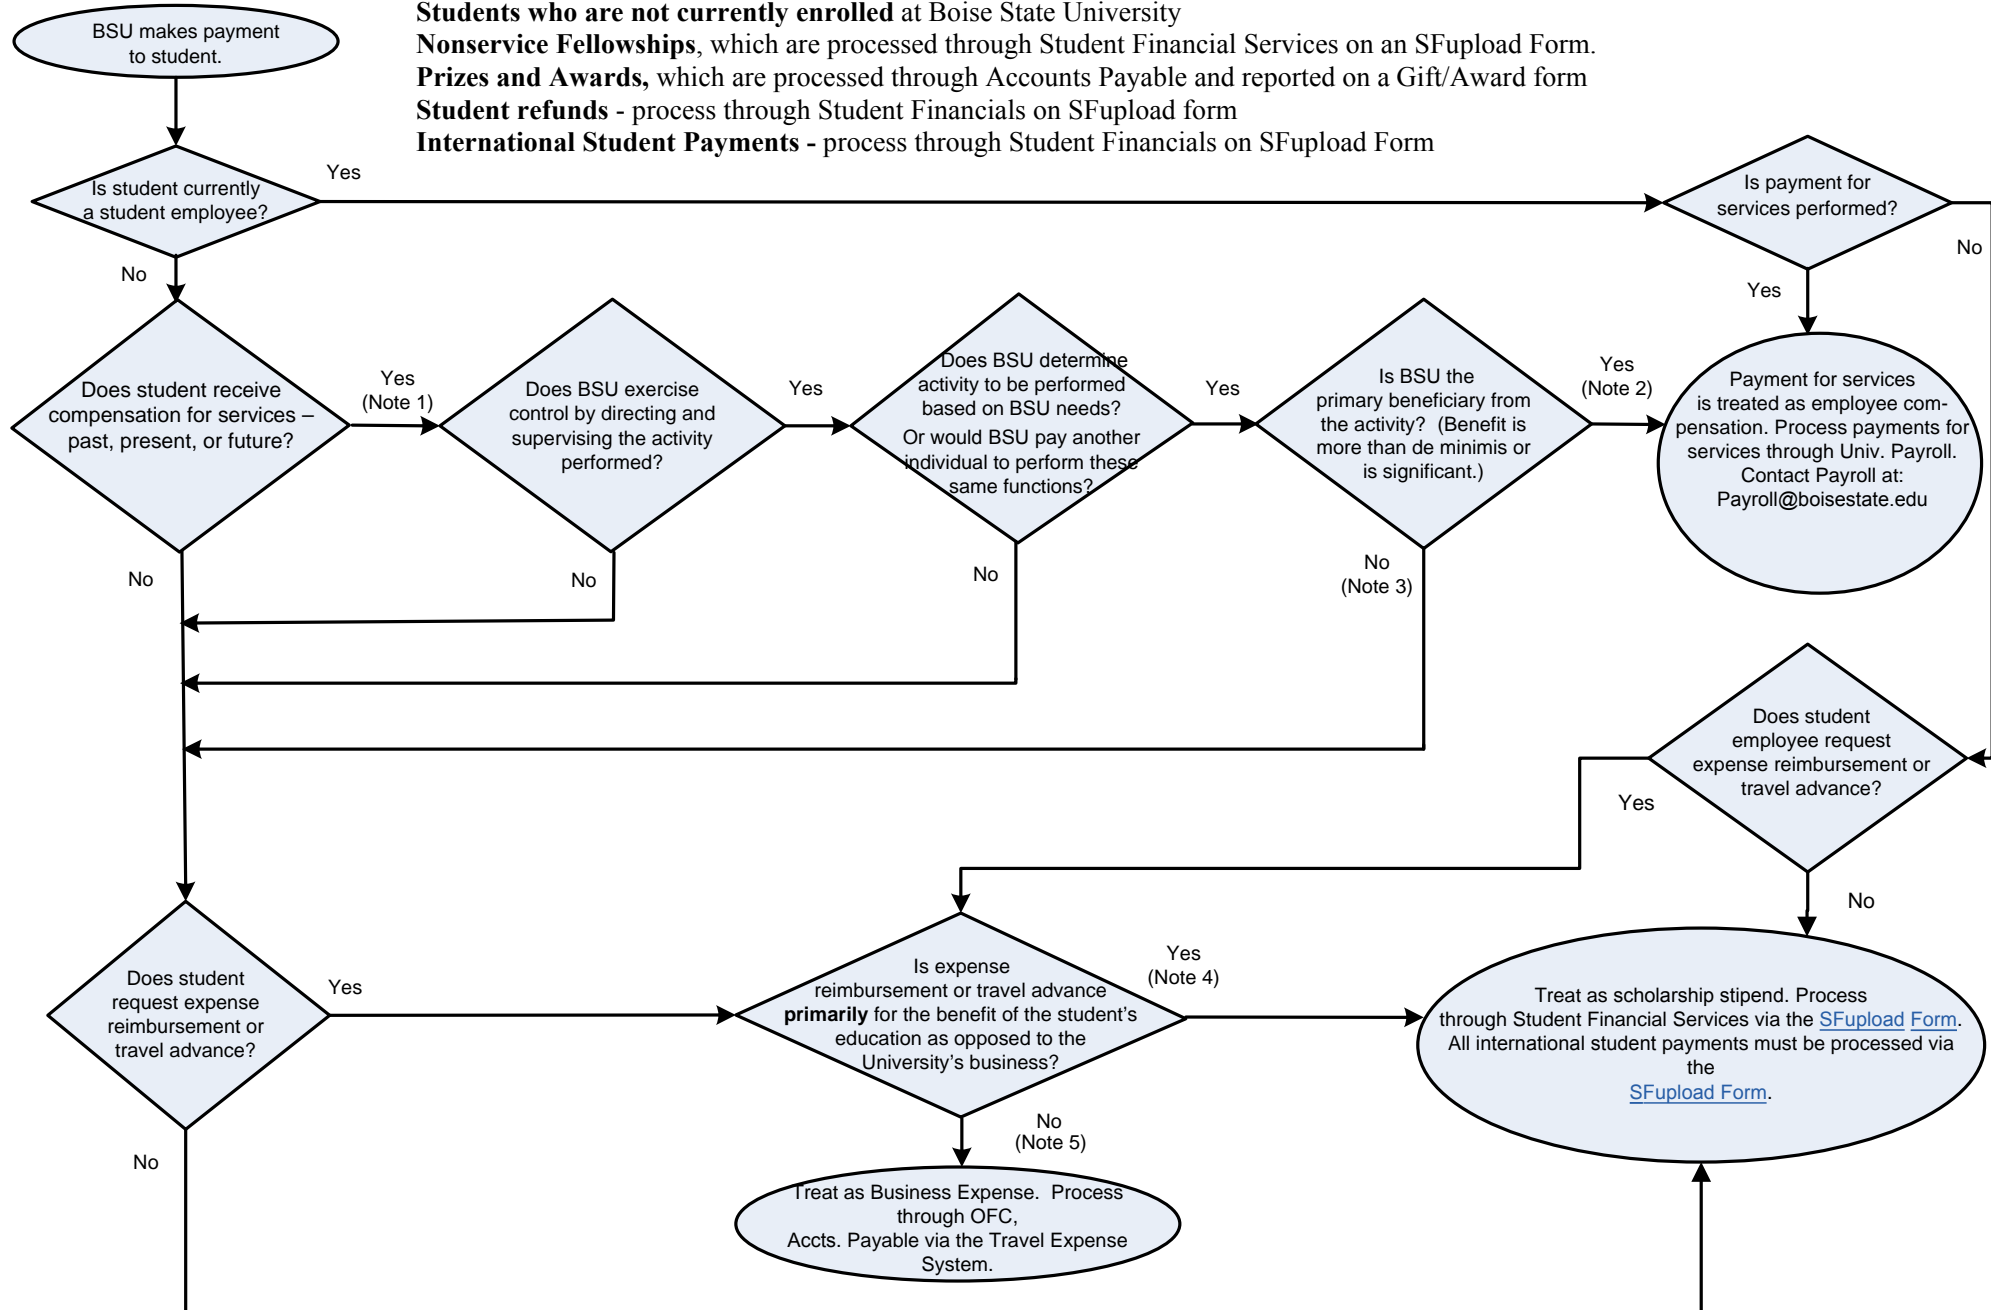 Students who are not currently enrolled at Boise State University
Nonservice Fellowships, which are processed through Student Financial Services on an SFupload Form.
Prizes and Awards, which are processed through Accounts Payable and reported on a Gift/Award form
Student refunds - process through Student Financials on SFupload form
International Student Payments - process through Student Financials on SFupload Form
BSU makes payment
to student.
Is student currently
a student employee?
Yes
No
Is payment for
services performed?
No
Yes
Does student receive
compensation for services –
past, present, or future?
Yes
(Note 1)
No
Does BSU exercise
control by directing and
supervising the activity
performed?
Yes
No
Does BSU determine
activity to be performed
based on BSU needs?
Or would BSU pay another
individual to perform these
same functions?
Yes
No
Is BSU the
primary beneficiary from
the activity?  (Benefit is
more than de minimis or
is significant.)
Yes
(Note 2)
No
(Note 3)
Payment for services
is treated as employee com-
pensation. Process payments for
services through Univ. Payroll.
Contact Payroll at:
Payroll@boisestate.edu
Does student
employee request
expense reimbursement or
travel advance?
Yes
No
Does student
request expense
reimbursement or
travel advance?
Yes
No
Is expense
reimbursement or travel advance
primarily for the benefit of the student’s
education as opposed to the
University’s business?
Yes
(Note 4)
No
(Note 5)
Treat as scholarship stipend. Process
through Student Financial Services via the SFupload Form.
All international student payments must be processed via
the
SFupload Form.
Treat as Business Expense.  Process
through OFC,
Accts. Payable via the Travel Expense
System.